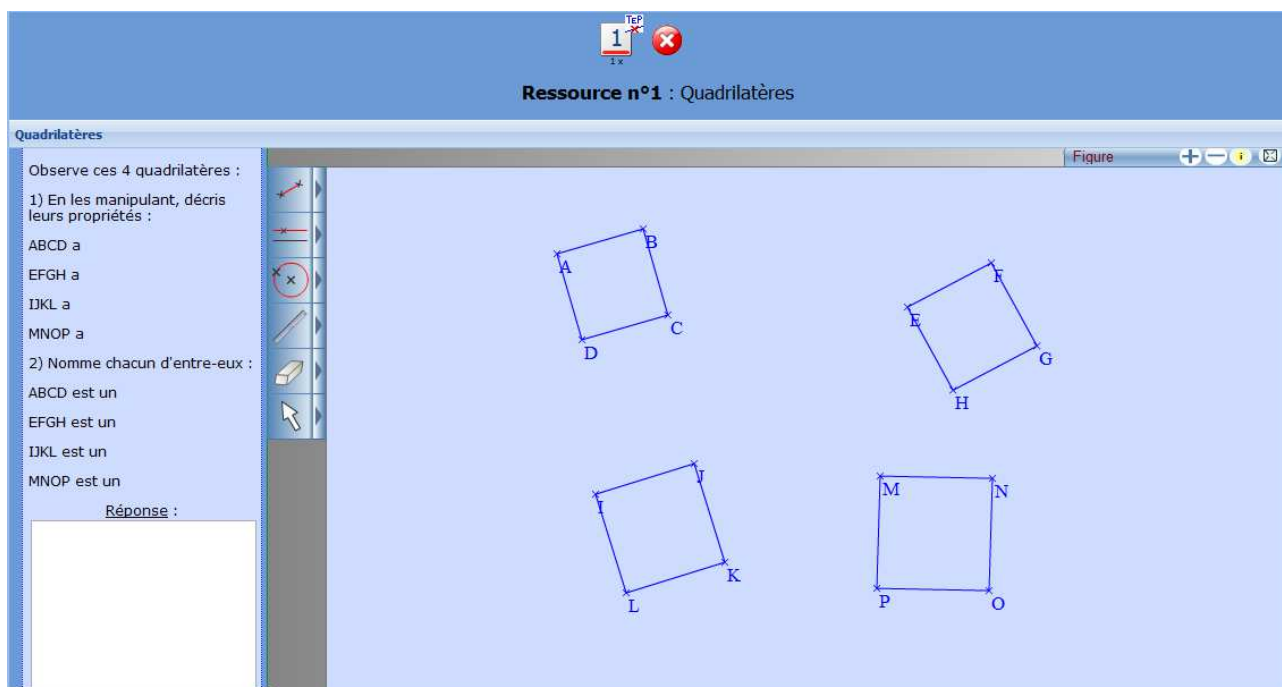 TEP
1
1 x
Ressource n°1 : Quadrilatères
Quadrilatères
Figure
Observe ces 4 quadrilatères :
1) En les manipulant, décris
leurs propriétés :
ABCD a
EFGH a
IJKL a
MNOP a
2) Nomme chacun d'entre-eux :
ABCD est un
EFGH est un
IJKL est un
MNOP est un
Réponse :
A
B
C
D
E
F
G
H
I
J
K
L
M
N
O
P